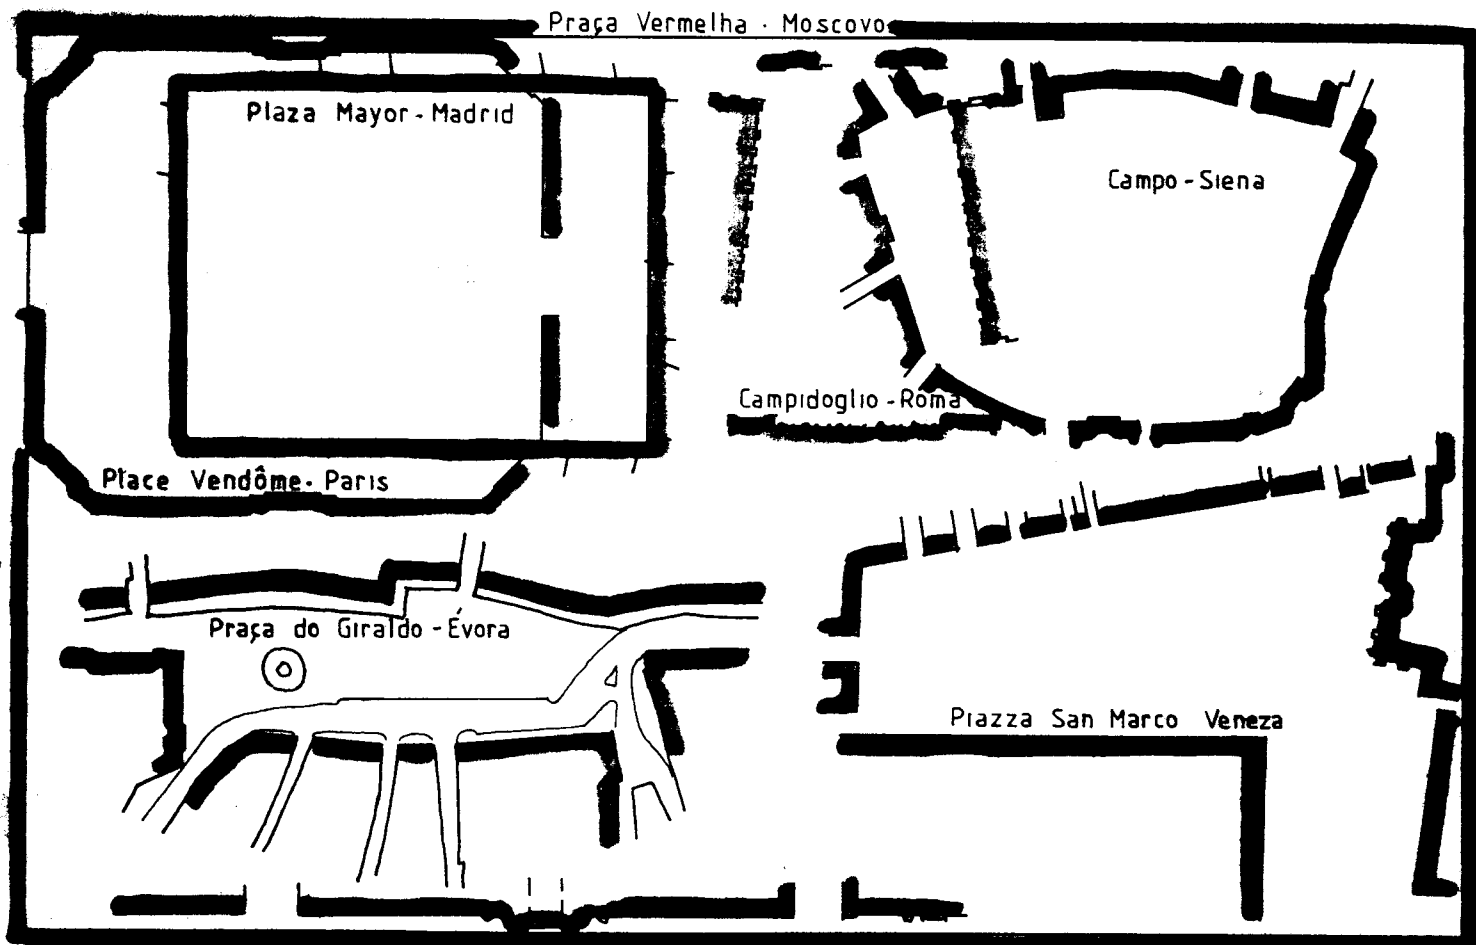 Praça Vermelha . Moscovo
Plaza Mayor - Madrid
Campo - Siena
Campidoglio - Roma
Place Vendôme. Paris
Praça do Giraldo - Évora
Piazza San Marco Veneza